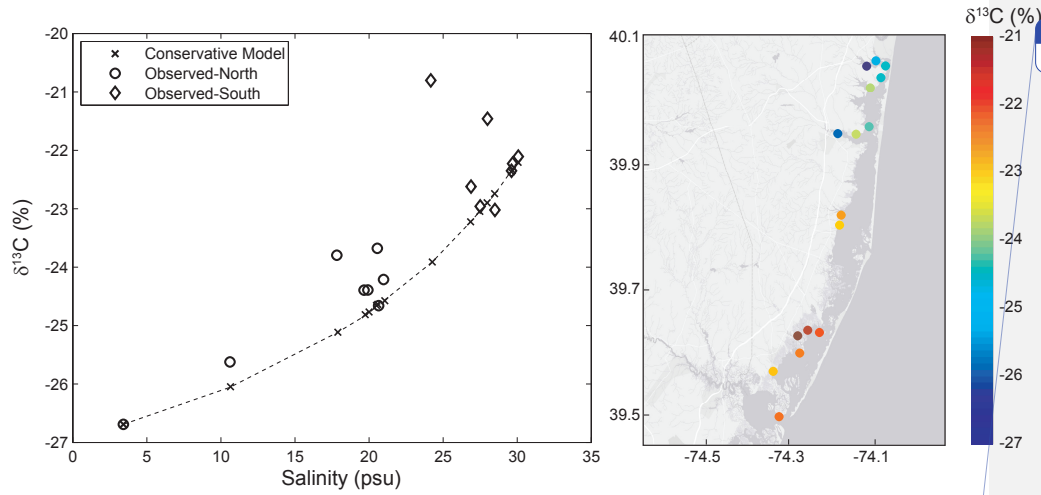 δ¹³C (%)
-20
-21
-22
-23
-24
-25
-26
-27
δ¹³C (%)
Conservative Model
Observed-North
Observed-South
0 5 10 15 20 25 30 35
Salinity (psu)
40.1
39.9
39.7
39.5
-74.5 -74.3 -74.1
-21
-22
-23
-24
-25
-26
-27